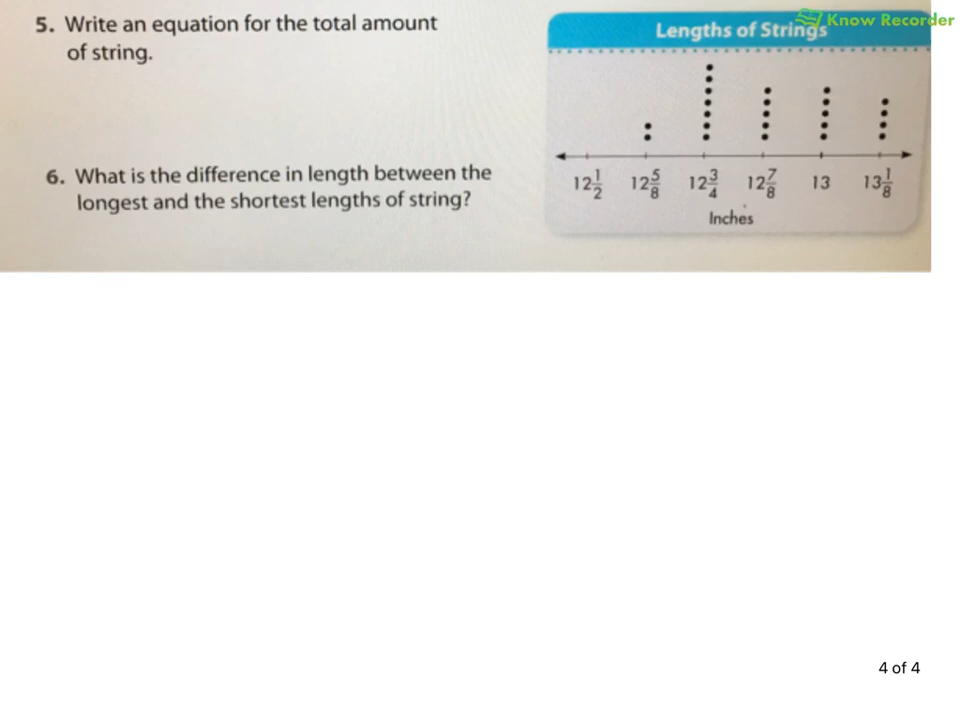 5. Write an equation for the total amount
of string.
6. What is the difference in length between the
longest and the shortest lengths of string?
Know Recorder
Lengths of Strings
12 1/2 12 5/8 12 3/4 12 7/8 13 13 1/8
Inches
4 of 4